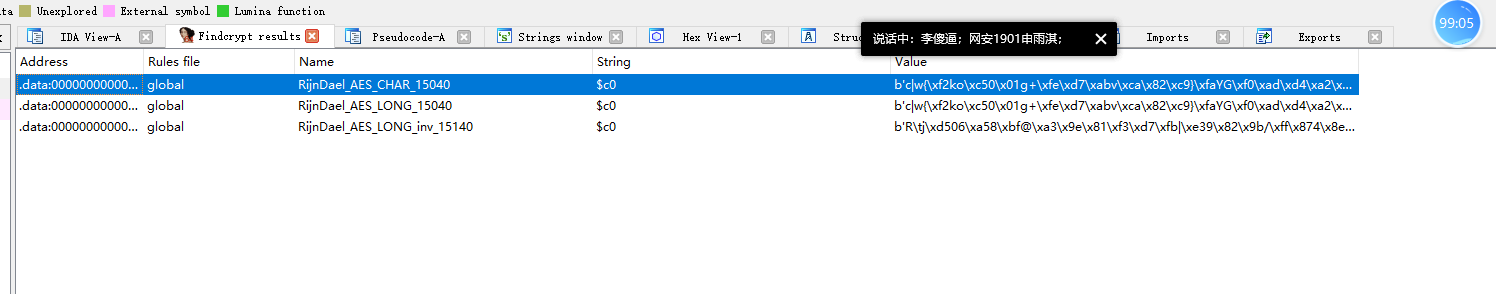 ata Unexplored External symbol Lumina function
IDA View-A Findcrypt results Pseudocode-A Strings window Hex View-1 Struc Imports Exports
99:05
说话中: 李傻逼; 网安1901申雨淇;
Address Rules file Name String Value
.data:00000000000... global RijnDael_AES_CHAR_15040 $c0 b'c|w{\xf2ko\xc50\x01g+\xfe\xd7\xabv\xca\x82\xc9}\xfaYG\xf0\xad\xd4\xa2\x...
.data:00000000000... global RijnDael_AES_LONG_15040 $c0 b'c|w{\xf2ko\xc50\x01g+\xfe\xd7\xabv\xca\x82\xc9}\xfaYG\xf0\xad\xd4\xa2\x...
.data:00000000000... global RijnDael_AES_LONG_inv_15140 $c0 b'R\tj\xd506\xa58\xbf@\xa3\x9e\x81\xf3\xd7\xfb|\xe39\x82\x9b/\xff\x874\x8e...